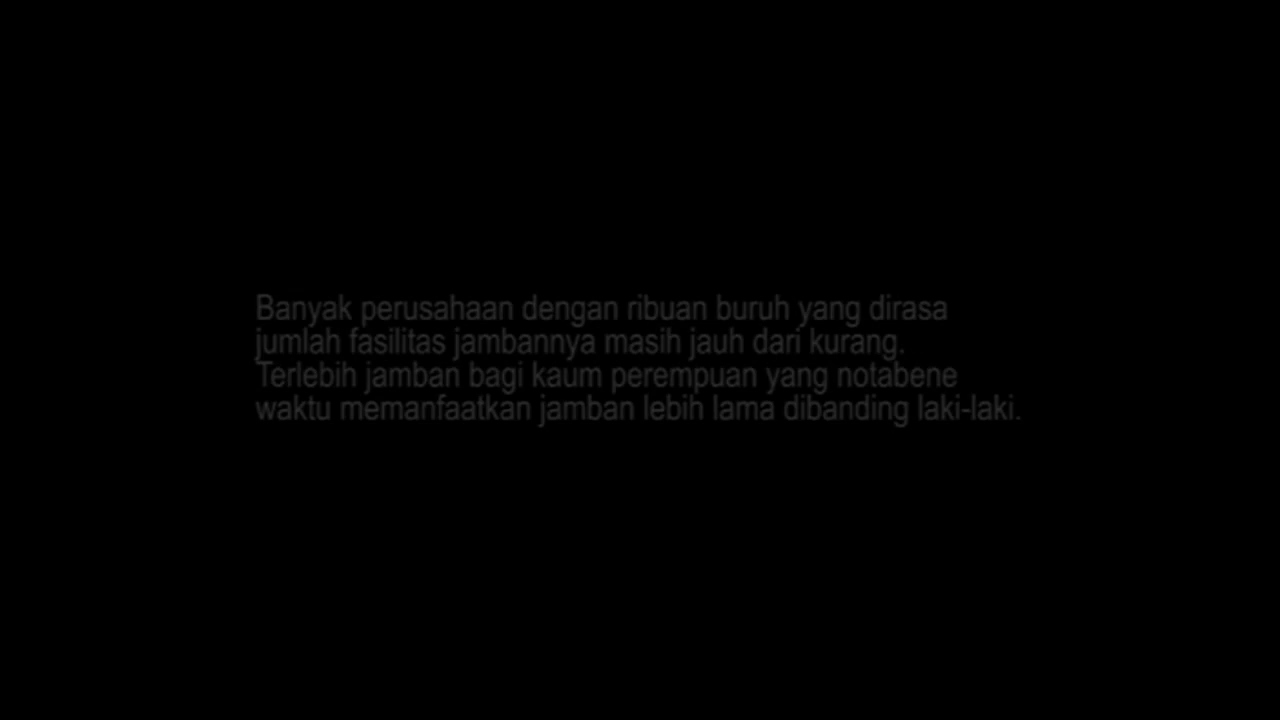 Banyak perusahaan dengan ribuan buruh yang dirasa
jumlah fasilitas jambannya masih jauh dari kurang.
Terlebih jamban bagi kaum perempuan yang notabene
waktu memanfaatkan jamban lebih lama dibanding laki-laki.